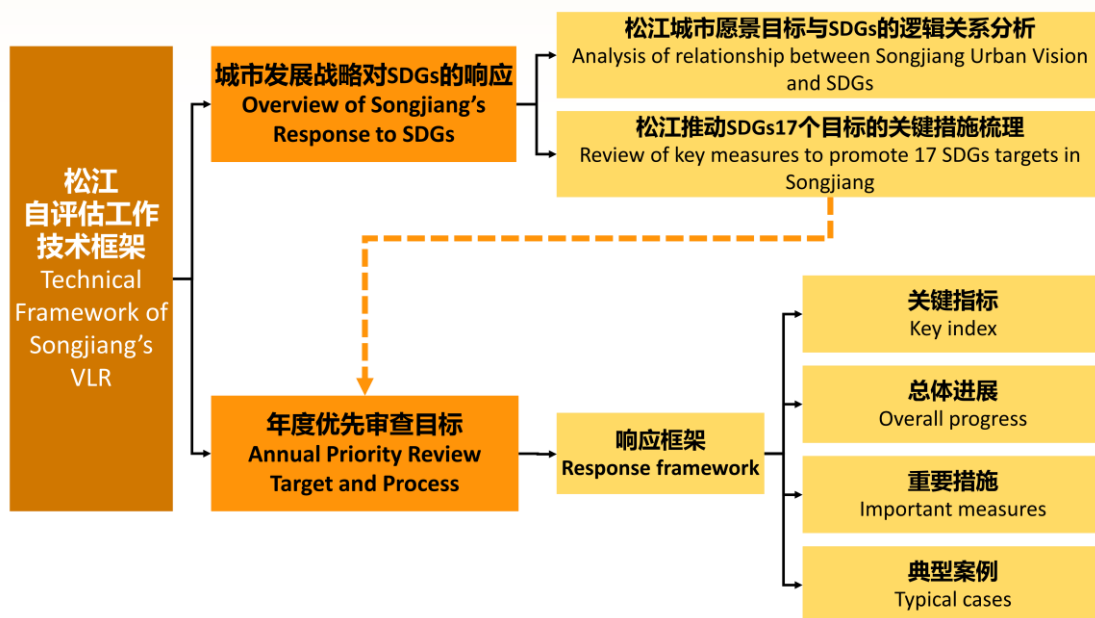 松江
自评估工作
技术框架
Technical
Framework of
Songjiang's
VLR
城市发展战略对SDGs的响应
Overview of Songjiang's
Response to SDGs
松江城市愿景目标与SDGs的逻辑关系分析
Analysis of relationship between Songjiang Urban Vision
and SDGs
松江推动SDGs17个目标的关键措施梳理
Review of key measures to promote 17 SDGs targets in
Songjiang
年度优先审查目标
Annual Priority Review
Target and Process
响应框架
Response framework
关键指标
Key index
总体进展
Overall progress
重要措施
Important measures
典型案例
Typical cases